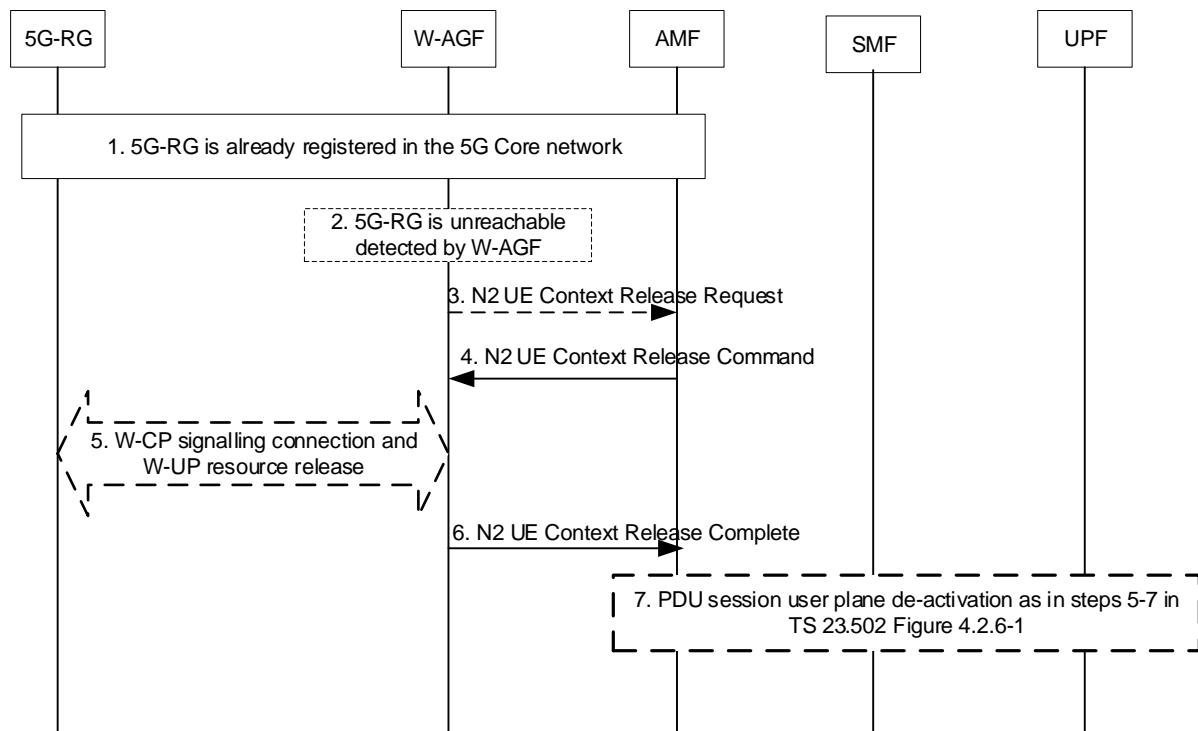 5G-RG
W-AGF
AMF
SMF
UPF
1. 5G-RG is already registered in the 5G Core network
2. 5G-RG is unreachable
detected by W-AGF
3. N2 UE Context Release Request
4. N2 UE Context Release Command
5. W-CP signalling connection and
W-UP resource release
6. N2 UE Context Release Complete
7. PDU session user plane de-activation as in steps 5-7 in
TS 23.502 Figure 4.2.6-1